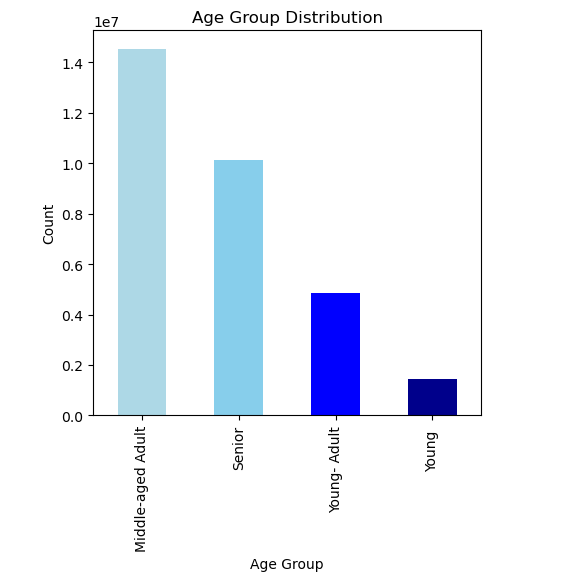 Age Group Distribution
1e7
1.4
1.2
1.0
0.8
0.6
0.4
0.2
0.0
Count
Middle-aged Adult
Senior
Young- Adult
Young
Age Group